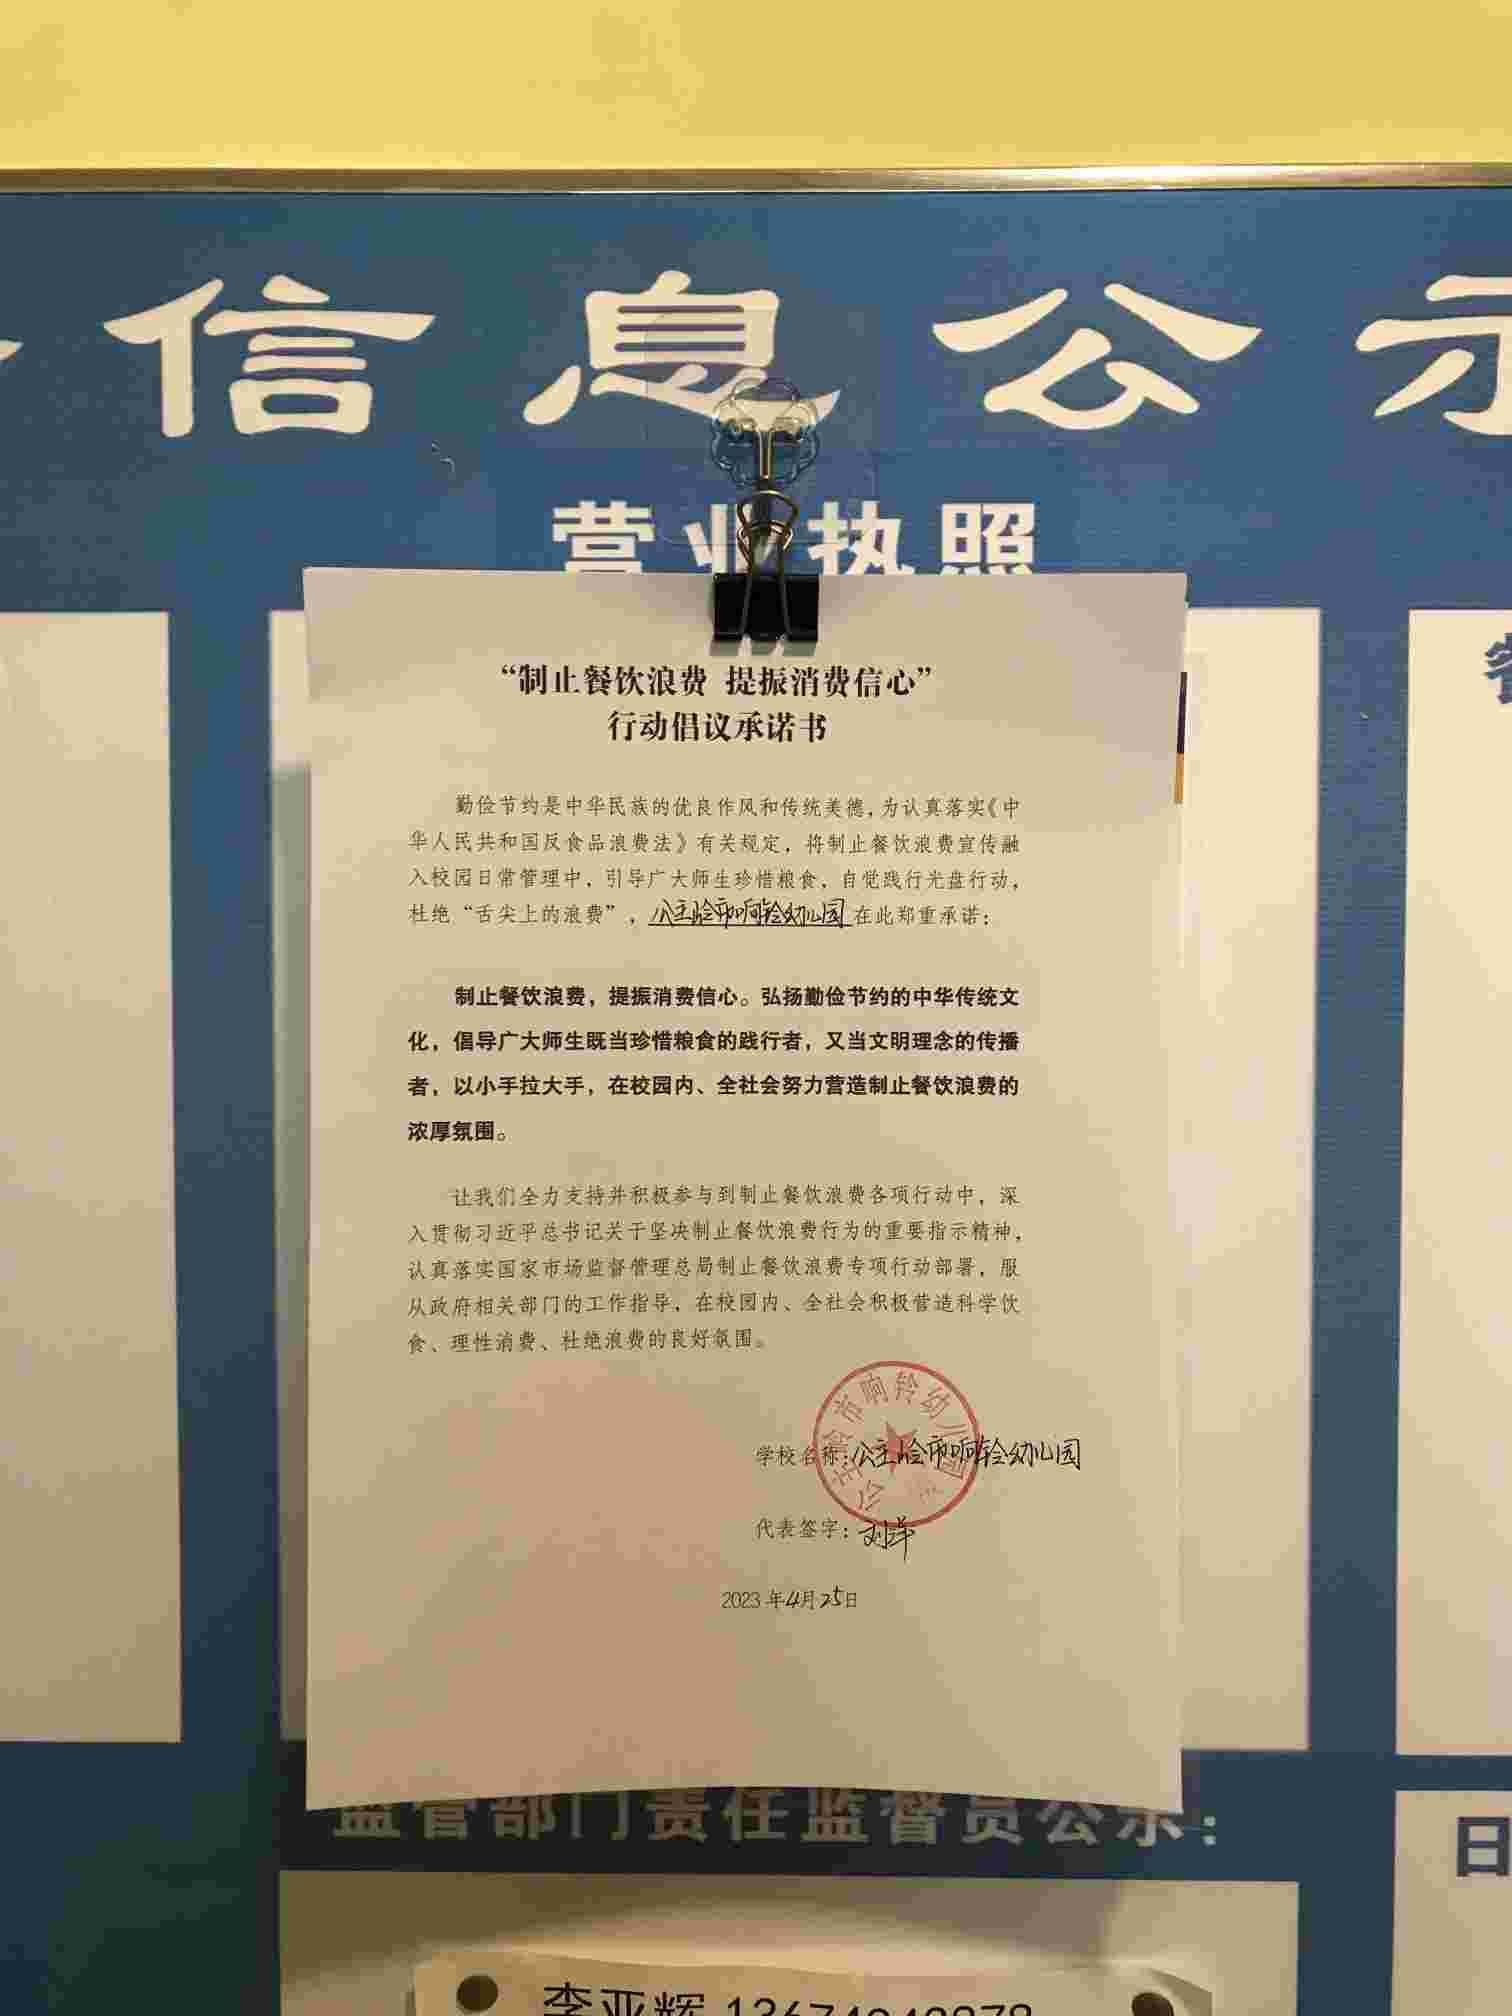 信息公示
营业执照
“制止餐饮浪费 提振消费信心”
行动倡议承诺书
勤俭节约是中华民族的优良作风和传统美德，为认真落实《中
华人民共和国反食品浪费法》有关规定，将制止餐饮浪费宣传融
入校园日常管理中，引导广大师生珍惜粮食，自觉践行光盘行动，
杜绝“舌尖上的浪费”，公主岭市响铃幼儿园在此郑重承诺：
制止餐饮浪费，提振消费信心。弘扬勤俭节约的中华传统文
化，倡导广大师生既当珍惜粮食的践行者，又当文明理念的传播
者，以小手拉大手，在校园内、全社会努力营造制止餐饮浪费的
浓厚氛围。
让我们全力支持并积极参与到制止餐饮浪费各项行动中，深
入贯彻习近平总书记关于坚决制止餐饮浪费行为的重要指示精神，
认真落实国家市场监督管理总局制止餐饮浪费专项行动部署，服
从政府相关部门的工作指导，在校园内、全社会积极营造科学饮
食、理性消费、杜绝浪费的良好氛围。
公主岭市响铃幼儿园
学校名称：公主岭市响铃幼儿园
代表签字：刘洋
2023年4月25日
监管部门责任监督员公示：
日
李亚辉